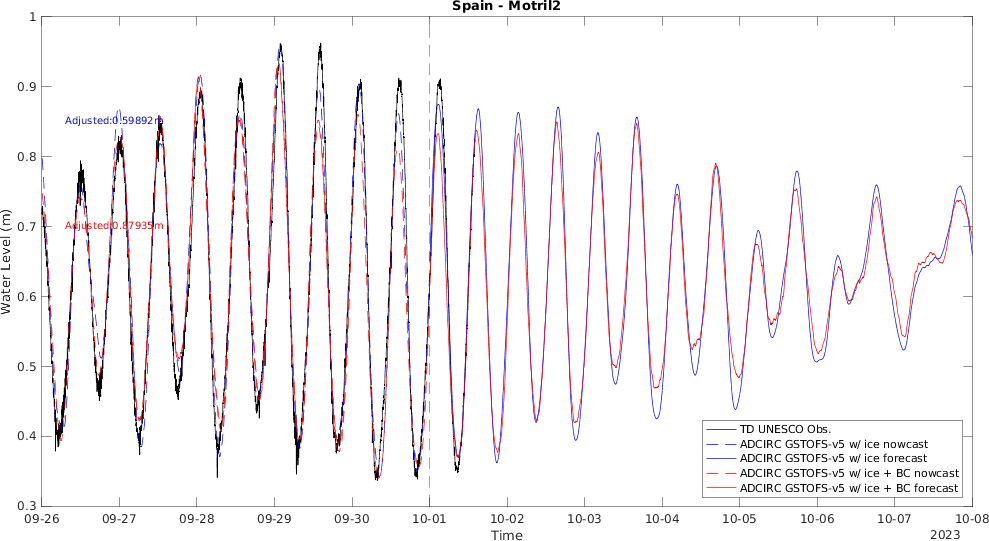 Spain - Motril2
Water Level (m)
1
0.9
0.8
0.7
0.6
0.5
0.4
0.3
Adjusted:0.59892m
Adjusted:0.87935m
TD UNESCO Obs.
ADCIRC GSTOFS-v5 w/ ice nowcast
ADCIRC GSTOFS-v5 w/ ice forecast
ADCIRC GSTOFS-v5 w/ ice + BC nowcast
ADCIRC GSTOFS-v5 w/ ice + BC forecast
09-26 09-27 09-28 09-29 09-30 10-01 10-02 10-03 10-04 10-05 10-06 10-07 10-08
Time
2023